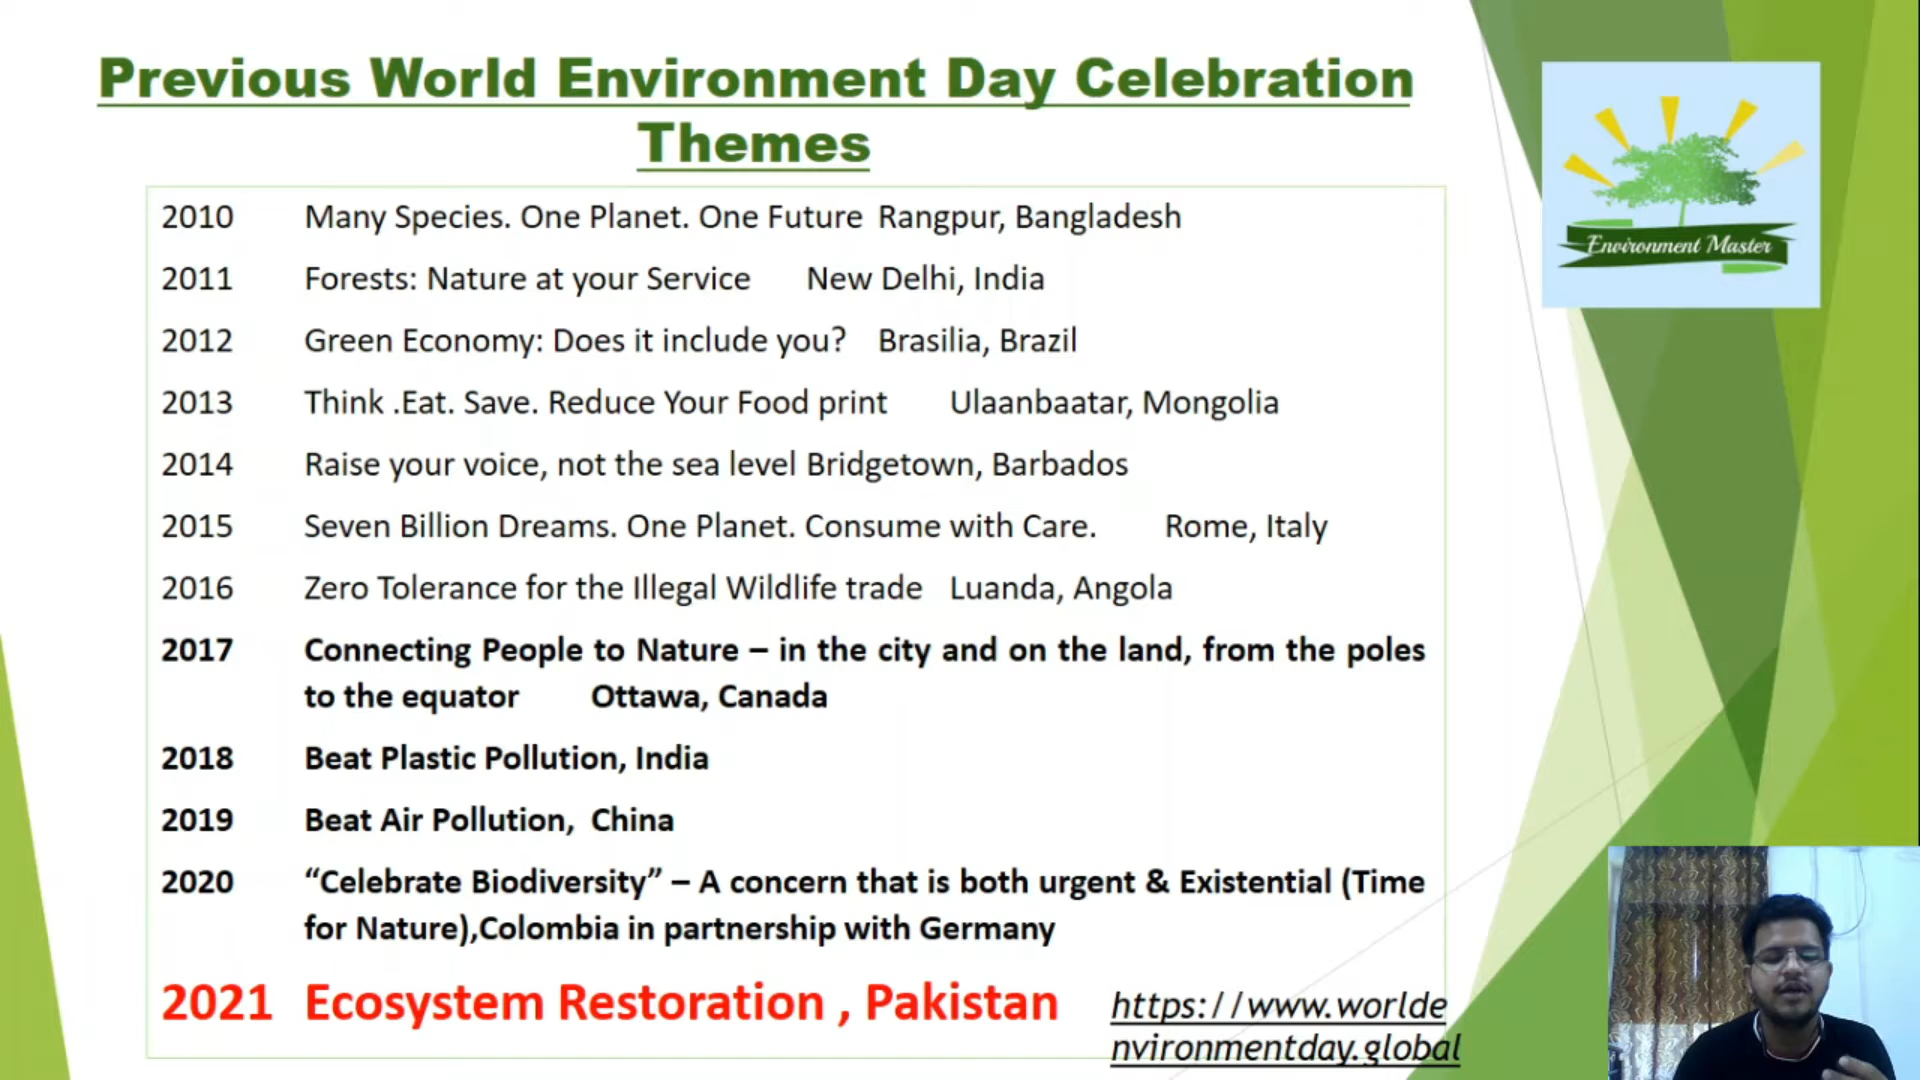 Previous World Environment Day Celebration
Themes
Environment Master
2010 Many Species. One Planet. One Future Rangpur, Bangladesh
2011 Forests: Nature at your Service New Delhi, India
2012 Green Economy: Does it include you? Brasilia, Brazil
2013 Think .Eat. Save. Reduce Your Food print Ulaanbaatar, Mongolia
2014 Raise your voice, not the sea level Bridgetown, Barbados
2015 Seven Billion Dreams. One Planet. Consume with Care. Rome, Italy
2016 Zero Tolerance for the Illegal Wildlife trade Luanda, Angola
2017 Connecting People to Nature – in the city and on the land, from the poles
to the equator Ottawa, Canada
2018 Beat Plastic Pollution, India
2019 Beat Air Pollution, China
2020 “Celebrate Biodiversity” – A concern that is both urgent & Existential (Time
for Nature),Colombia in partnership with Germany
2021 Ecosystem Restoration , Pakistan
https://www.worlde
nvironmentday.global